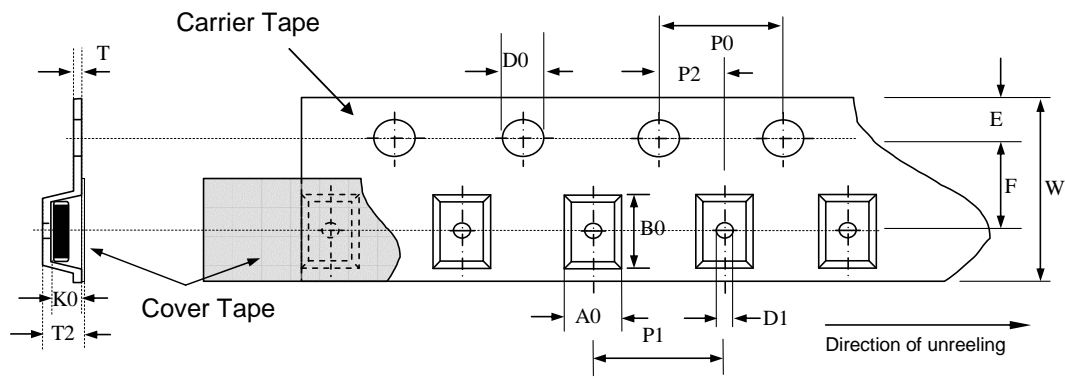 Carrier Tape
T
D0
P0
P2
E
F
W
B0
K0
Cover Tape
T2
A0
D1
P1
Direction of unreeling